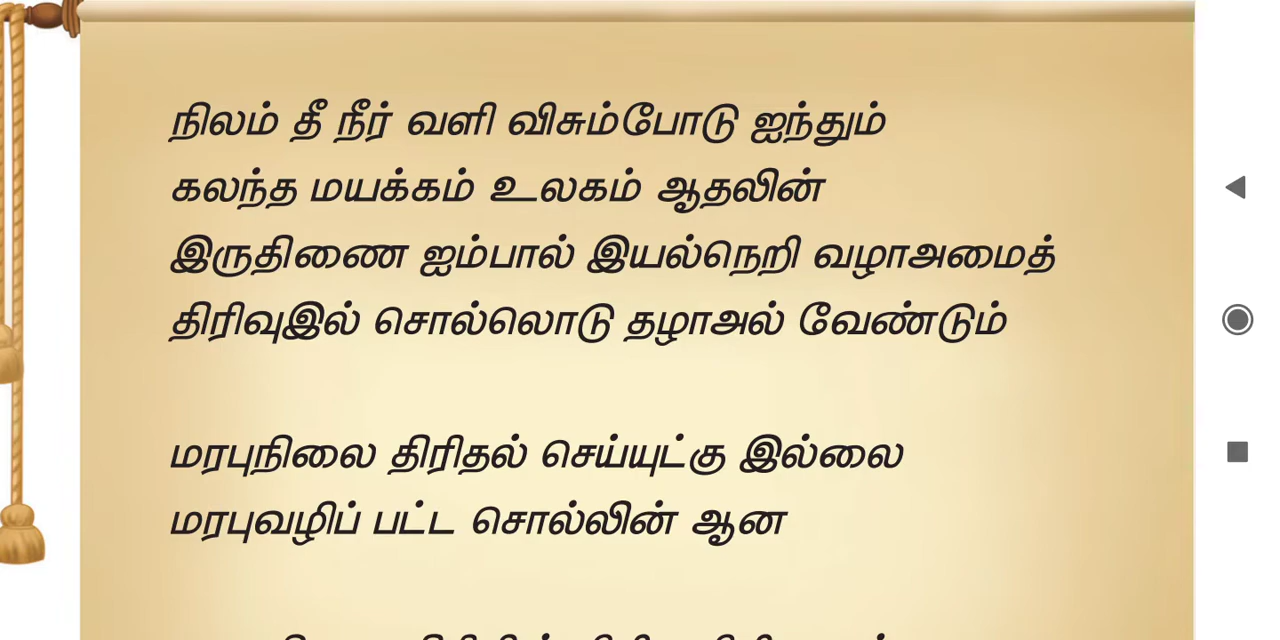 நிலம் தீ நீர் வளி விசும்போடு ஐந்தும்
கலந்த மயக்கம் உலகம் ஆதலின்
இருதிணை ஐம்பால் இயல்நெறி வழாஅமைத்
திரிவுஇல் சொல்லொடு தழாஅல் வேண்டும்
மரபுநிலை திரிதல் செய்யுட்கு இல்லை
மரபுவழிப் பட்ட சொல்லின் ஆன